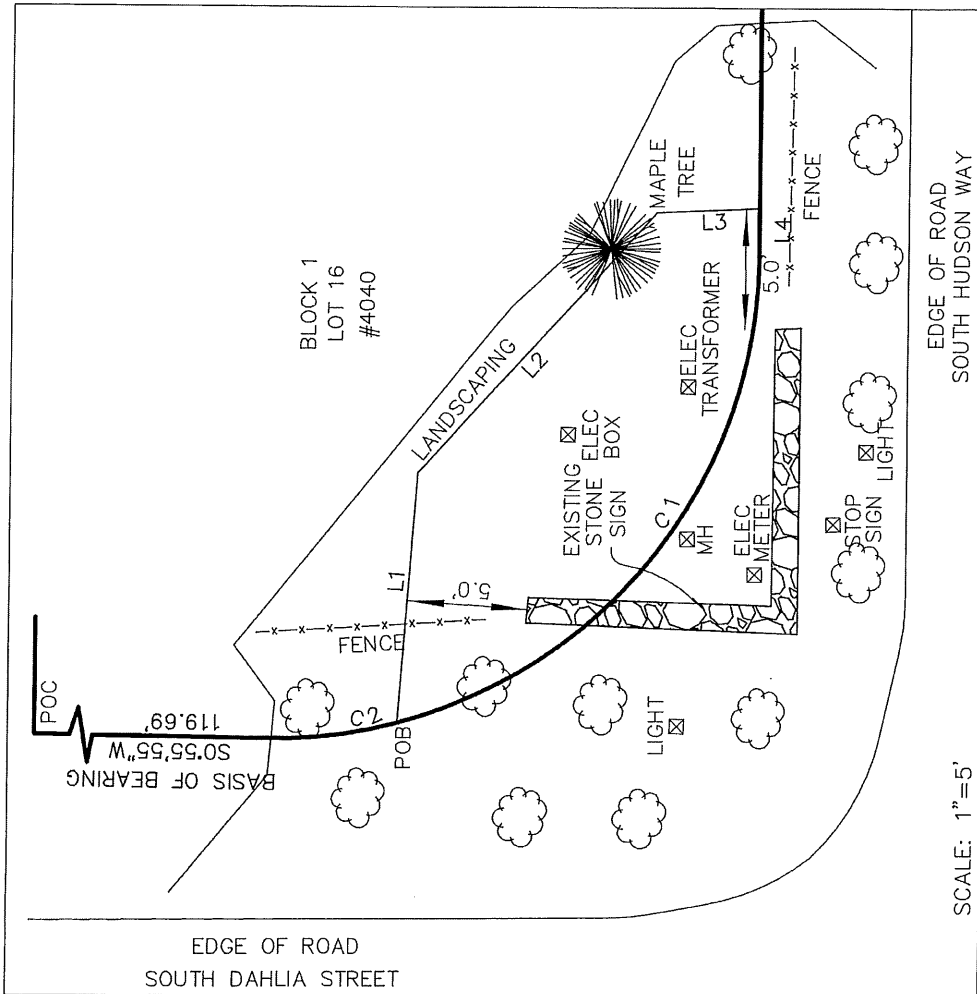 POC
S0°55'55"W
119.69'
BASIS OF BEARING
BLOCK 1
LOT 16
#4040
C2
POB
L1
FENCE
5.0'
LANDSCAPING
L2
MAPLE
TREE
L3
L4
5.0'
FENCE
EXISTING
STONE
SIGN
ELEC
BOX
ELEC
TRANSFORMER
C1
MH
ELEC
METER
LIGHT
STOP
SIGN
LIGHT
EDGE OF ROAD
SOUTH HUDSON WAY
EDGE OF ROAD
SOUTH DAHLIA STREET
SCALE: 1"=5'